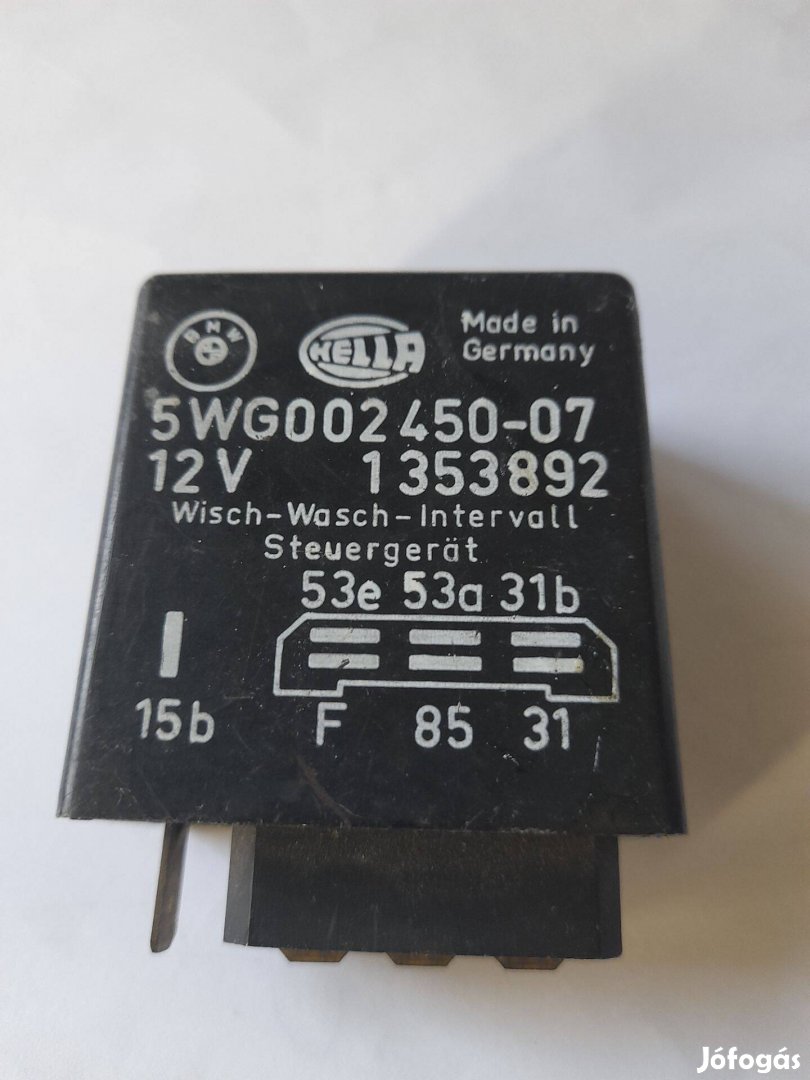 BMW
HELLA
Made in
Germany
5WG002450-07
12V 1353892
Wisch-Wasch-Intervall
Steuergerät
53e 53a 31b
15b F 85 31
Jófogás